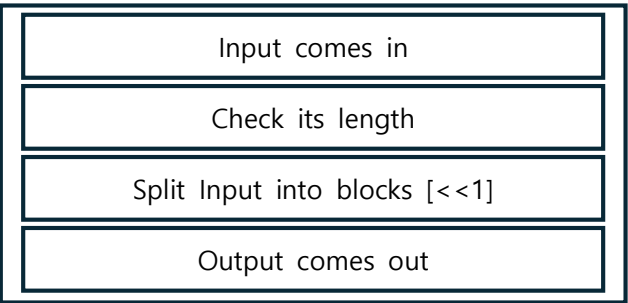 Input comes in
Check its length
Split Input into blocks [<<1]
Output comes out